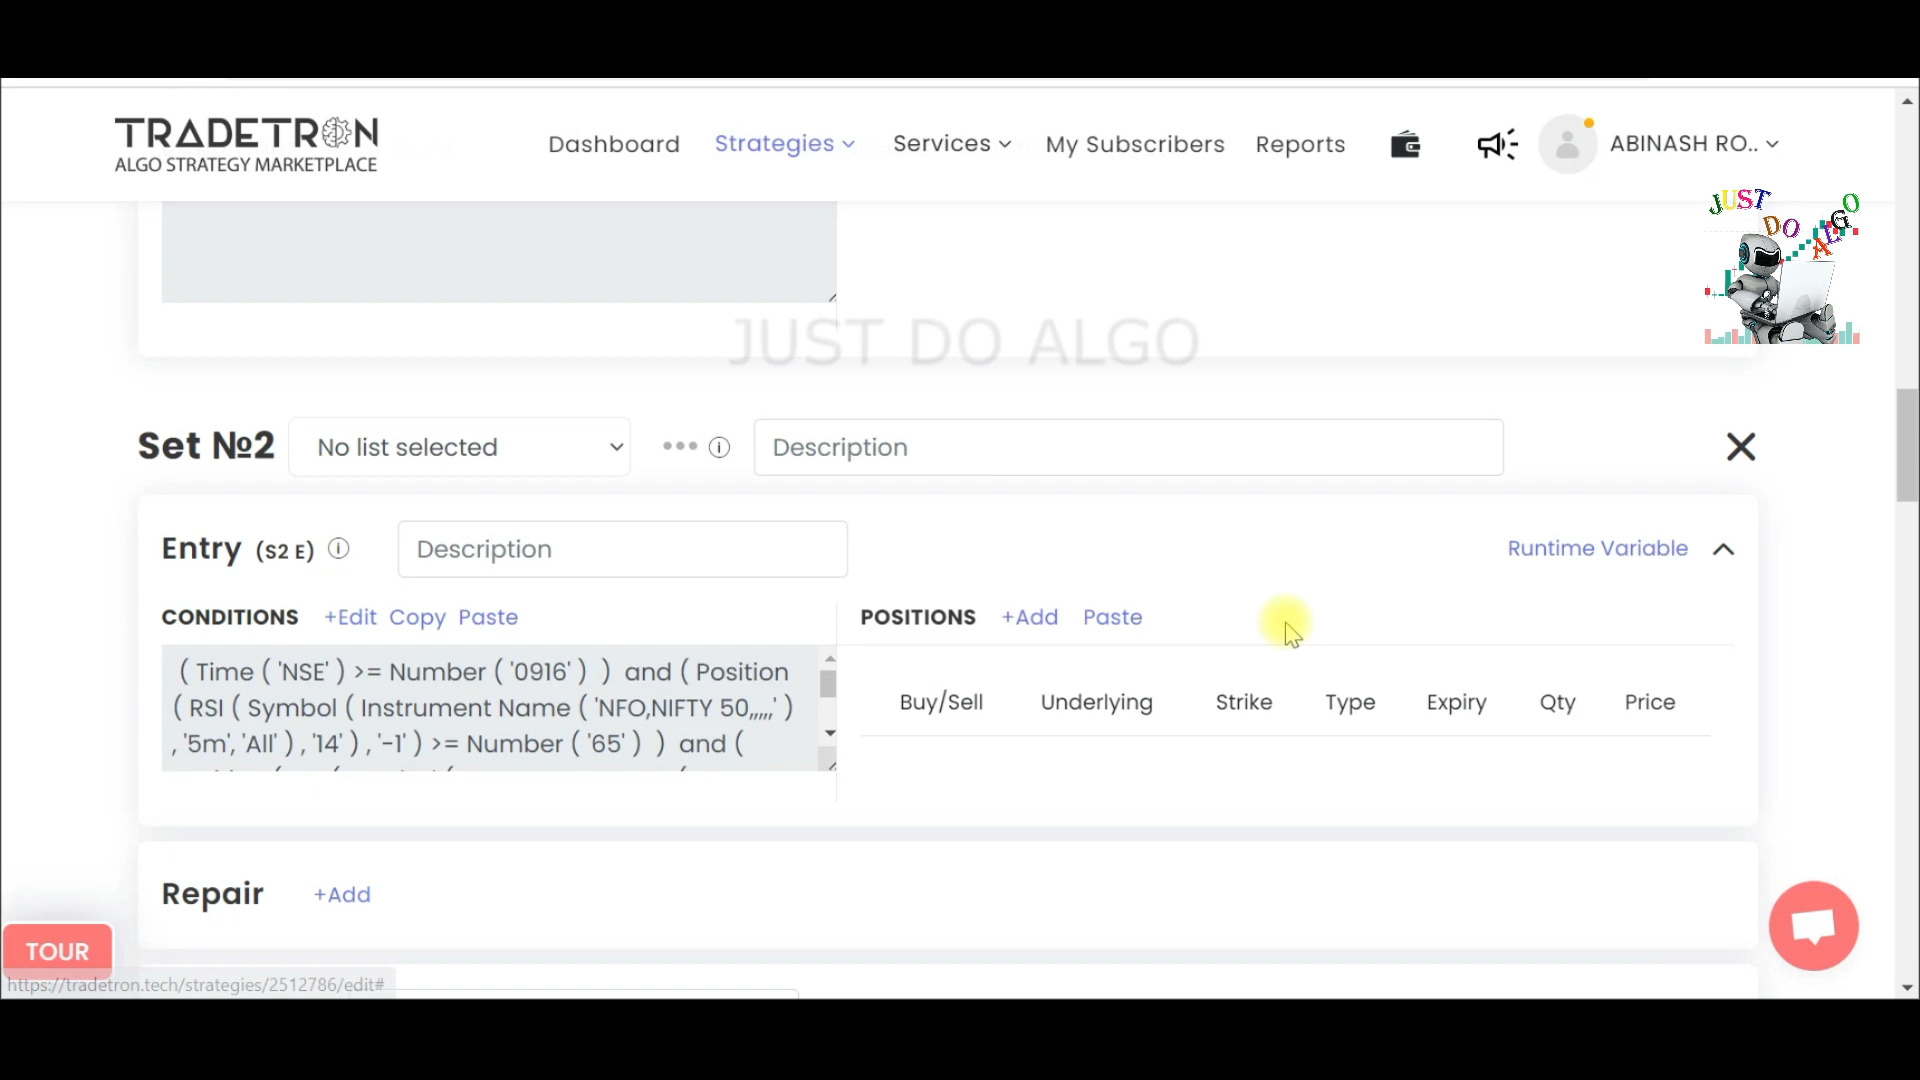 TRADETRON
ALGO STRATEGY MARKETPLACE
Dashboard
Strategies
Services
My Subscribers
Reports
ABINASH RO..
JUST DO ALGO
JUST DO ALGO
Set №2
No list selected
Description
Entry (S2 E)
Description
Runtime Variable
CONDITIONS +Edit Copy Paste
POSITIONS +Add Paste
( Time ( 'NSE' ) >= Number ( '0916' ) ) and ( Position
( RSI ( Symbol ( Instrument Name ( 'NFO,NIFTY 50,,,,,' )
, '5m', 'All' ) , '14' ) , '-1' ) >= Number ( '65' ) ) and (
Buy/Sell Underlying Strike Type Expiry Qty Price
Repair +Add
TOUR
https://tradetron.tech/strategies/2512786/edit#